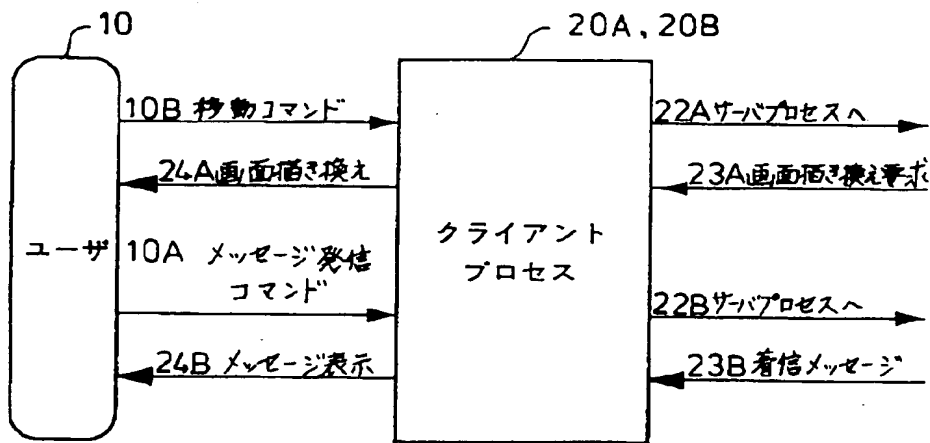 10
20A、20B
10B 移動コマンド
22Aサーバプロセスへ
24A画面描き換え
23A画面描き換え要求
ユーザ
10A メッセージ発信
コマンド
クライアント
プロセス
22Bサーバプロセスへ
24B メッセージ表示
23B着信メッセージ